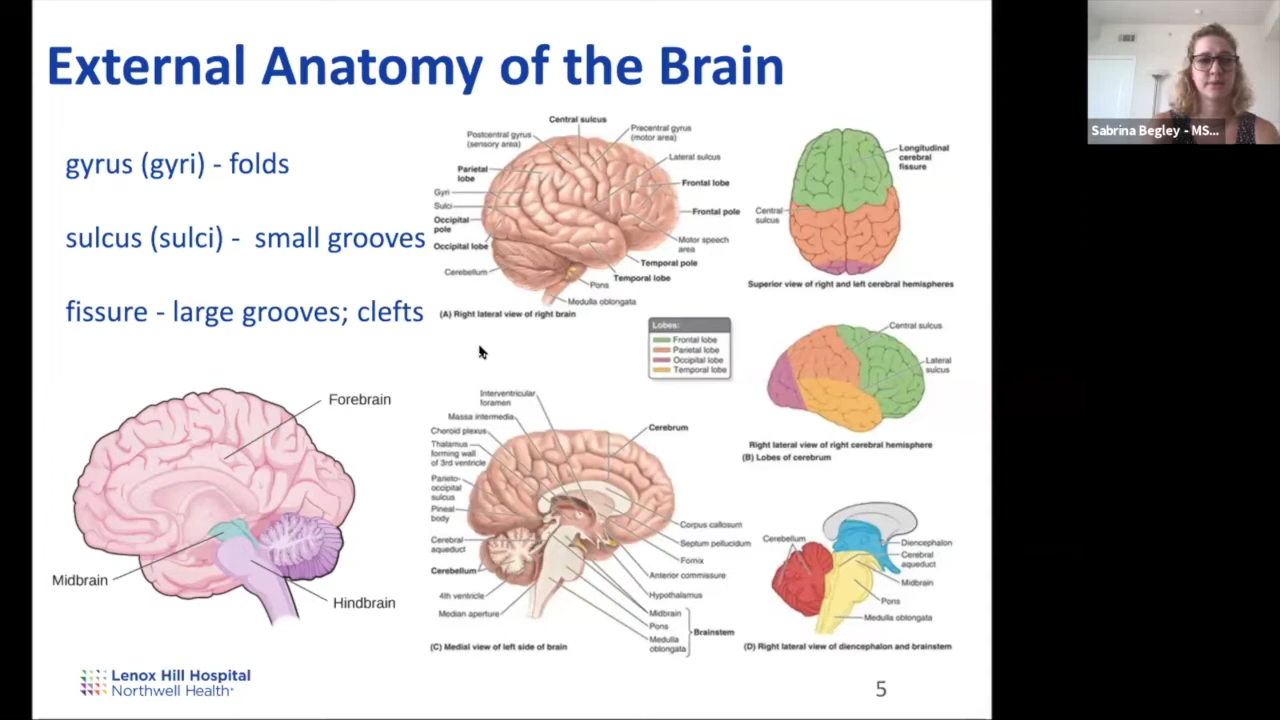 External Anatomy of the Brain
gyrus (gyri) - folds
sulcus (sulci) -  small grooves
fissure - large grooves; clefts
Forebrain
Midbrain
Hindbrain
Central sulcus
Postcentral gyrus
(sensory area)
Precentral gyrus
(motor area)
Lateral sulcus
Parietal
lobe
Frontal lobe
Gyri
Sulci
Frontal pole
Occipital
pole
Occipital lobe
Motor speech
area
Temporal pole
Cerebellum
Temporal lobe
Pons
Medulla oblongata
(A) Right lateral view of right brain
Longitudinal
cerebral
fissure
Central
sulcus
Superior view of right and left cerebral hemispheres
Lobes:
Frontal lobe
Parietal lobe
Occipital lobe
Temporal lobe
Central sulcus
Lateral
sulcus
Right lateral view of right cerebral hemisphere
(B) Lobes of cerebrum
Interventricular
foramen
Massa intermedia
Choroid plexus
Thalamus
forming wall
of 3rd ventricle
Parieto-
occipital
sulcus
Pineal
body
Cerebral
aqueduct
Cerebellum
4th ventricle
Median aperture
Cerebrum
Corpus callosum
Septum pellucidum
Fornix
Anterior commissure
Hypothalamus
Midbrain
Pons
Medulla
oblongata
Brainstem
(C) Medial view of left side of brain
Cerebellum
Diencephalon
Cerebral
aqueduct
Midbrain
Pons
Medulla oblongata
(D) Right lateral view of diencephalon and brainstem
Lenox Hill Hospital
Northwell Health
5
Sabrina Begley - MS...